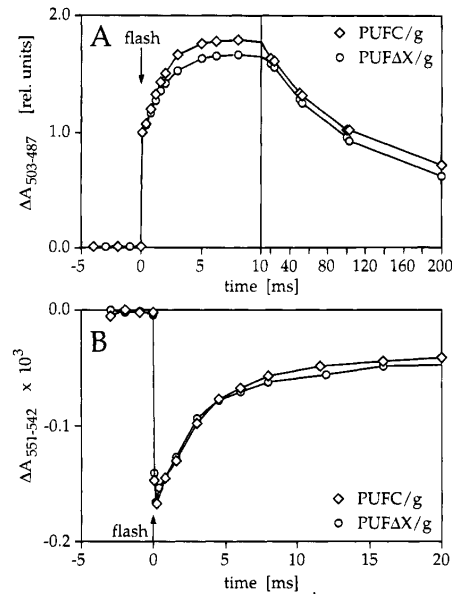 A
flash
PUFC/g
PUFΔX/g
ΔA503-487 [rel. units]
2.0
1.0
0.0
-5 0 5 10 40 80 120 160 200
time [ms]
B
ΔA551-542 x 10³
0.0
-0.1
-0.2
flash
PUFC/g
PUFΔX/g
-5 0 5 10 15 20
time [ms]